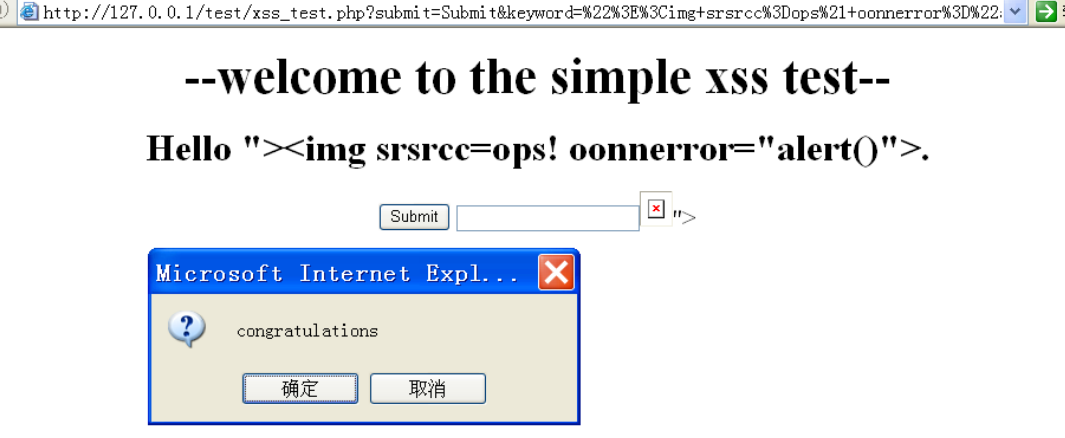 http://127.0.0.1/test/xss_test.php?submit=Submit&keyword=%22%3E%3Cimg+srsrcc%3Dops%21+oonnerror%3D%22
--welcome to the simple xss test--
Hello "><img srsrcc=ops! oonnerror="alert()">.
Submit ">
Microsoft Internet Expl...
congratulations
确定 取消